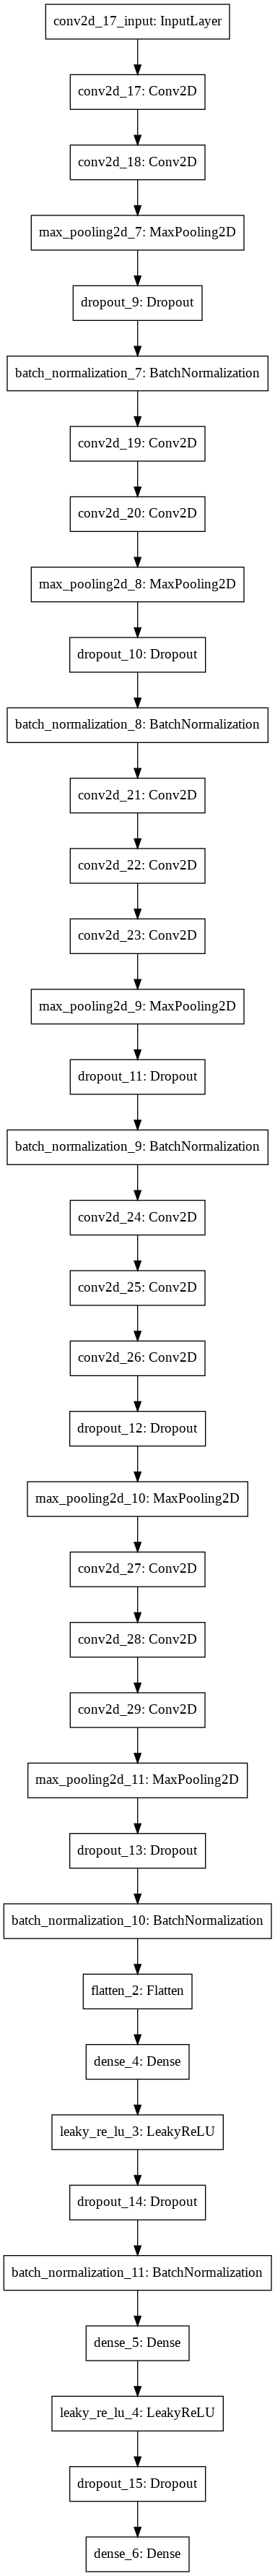 conv2d_17_input: InputLayer
conv2d_17: Conv2D
conv2d_18: Conv2D
max_pooling2d_7: MaxPooling2D
dropout_9: Dropout
batch_normalization_7: BatchNormalization
conv2d_19: Conv2D
conv2d_20: Conv2D
max_pooling2d_8: MaxPooling2D
dropout_10: Dropout
batch_normalization_8: BatchNormalization
conv2d_21: Conv2D
conv2d_22: Conv2D
conv2d_23: Conv2D
max_pooling2d_9: MaxPooling2D
dropout_11: Dropout
batch_normalization_9: BatchNormalization
conv2d_24: Conv2D
conv2d_25: Conv2D
conv2d_26: Conv2D
dropout_12: Dropout
max_pooling2d_10: MaxPooling2D
conv2d_27: Conv2D
conv2d_28: Conv2D
conv2d_29: Conv2D
max_pooling2d_11: MaxPooling2D
dropout_13: Dropout
batch_normalization_10: BatchNormalization
flatten_2: Flatten
dense_4: Dense
leaky_re_lu_3: LeakyReLU
dropout_14: Dropout
batch_normalization_11: BatchNormalization
dense_5: Dense
leaky_re_lu_4: LeakyReLU
dropout_15: Dropout
dense_6: Dense